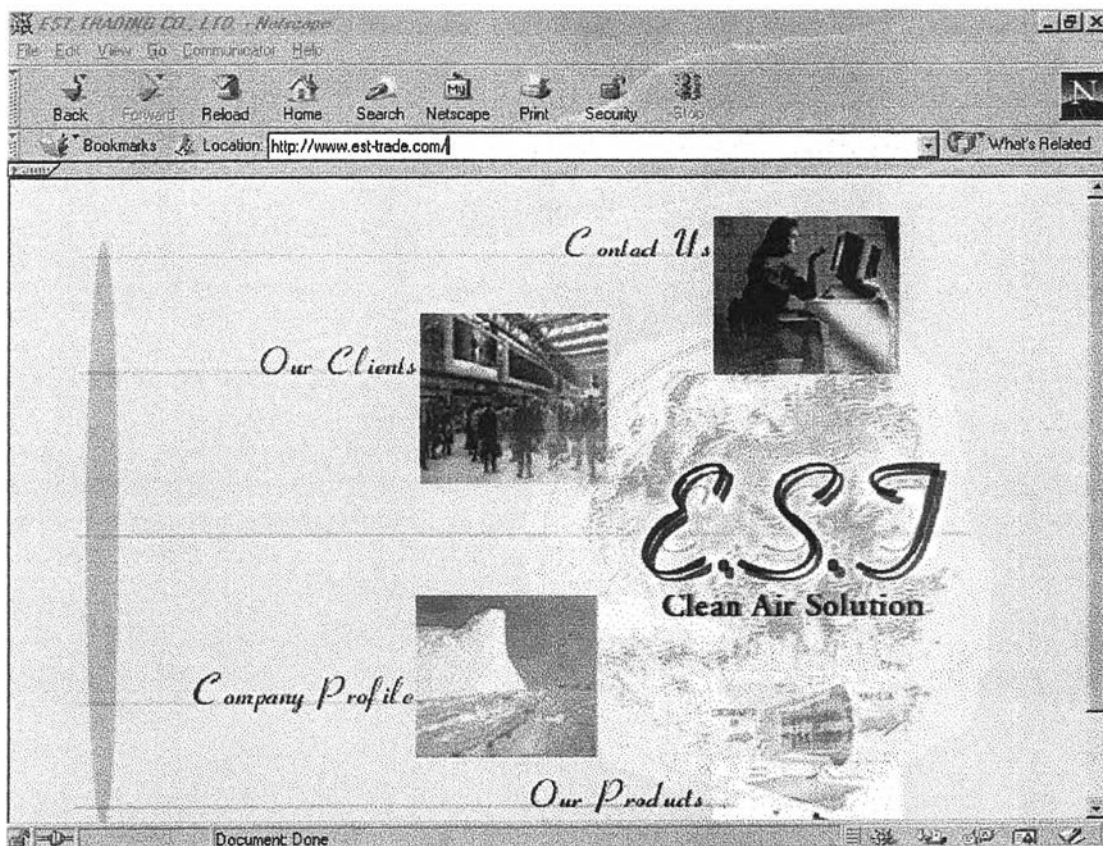 EST TRADING CO., LTD. - Netscape
File Edit View Go Communicator Help
Back Forward Reload Home Search Netscape Print Security Stop
My
N
Bookmarks Location: http://www.est-trade.com/ What's Related
Contact Us
Our Clients
E.S.T
Clean Air Solution
Company Profile
Our Products
Document: Done